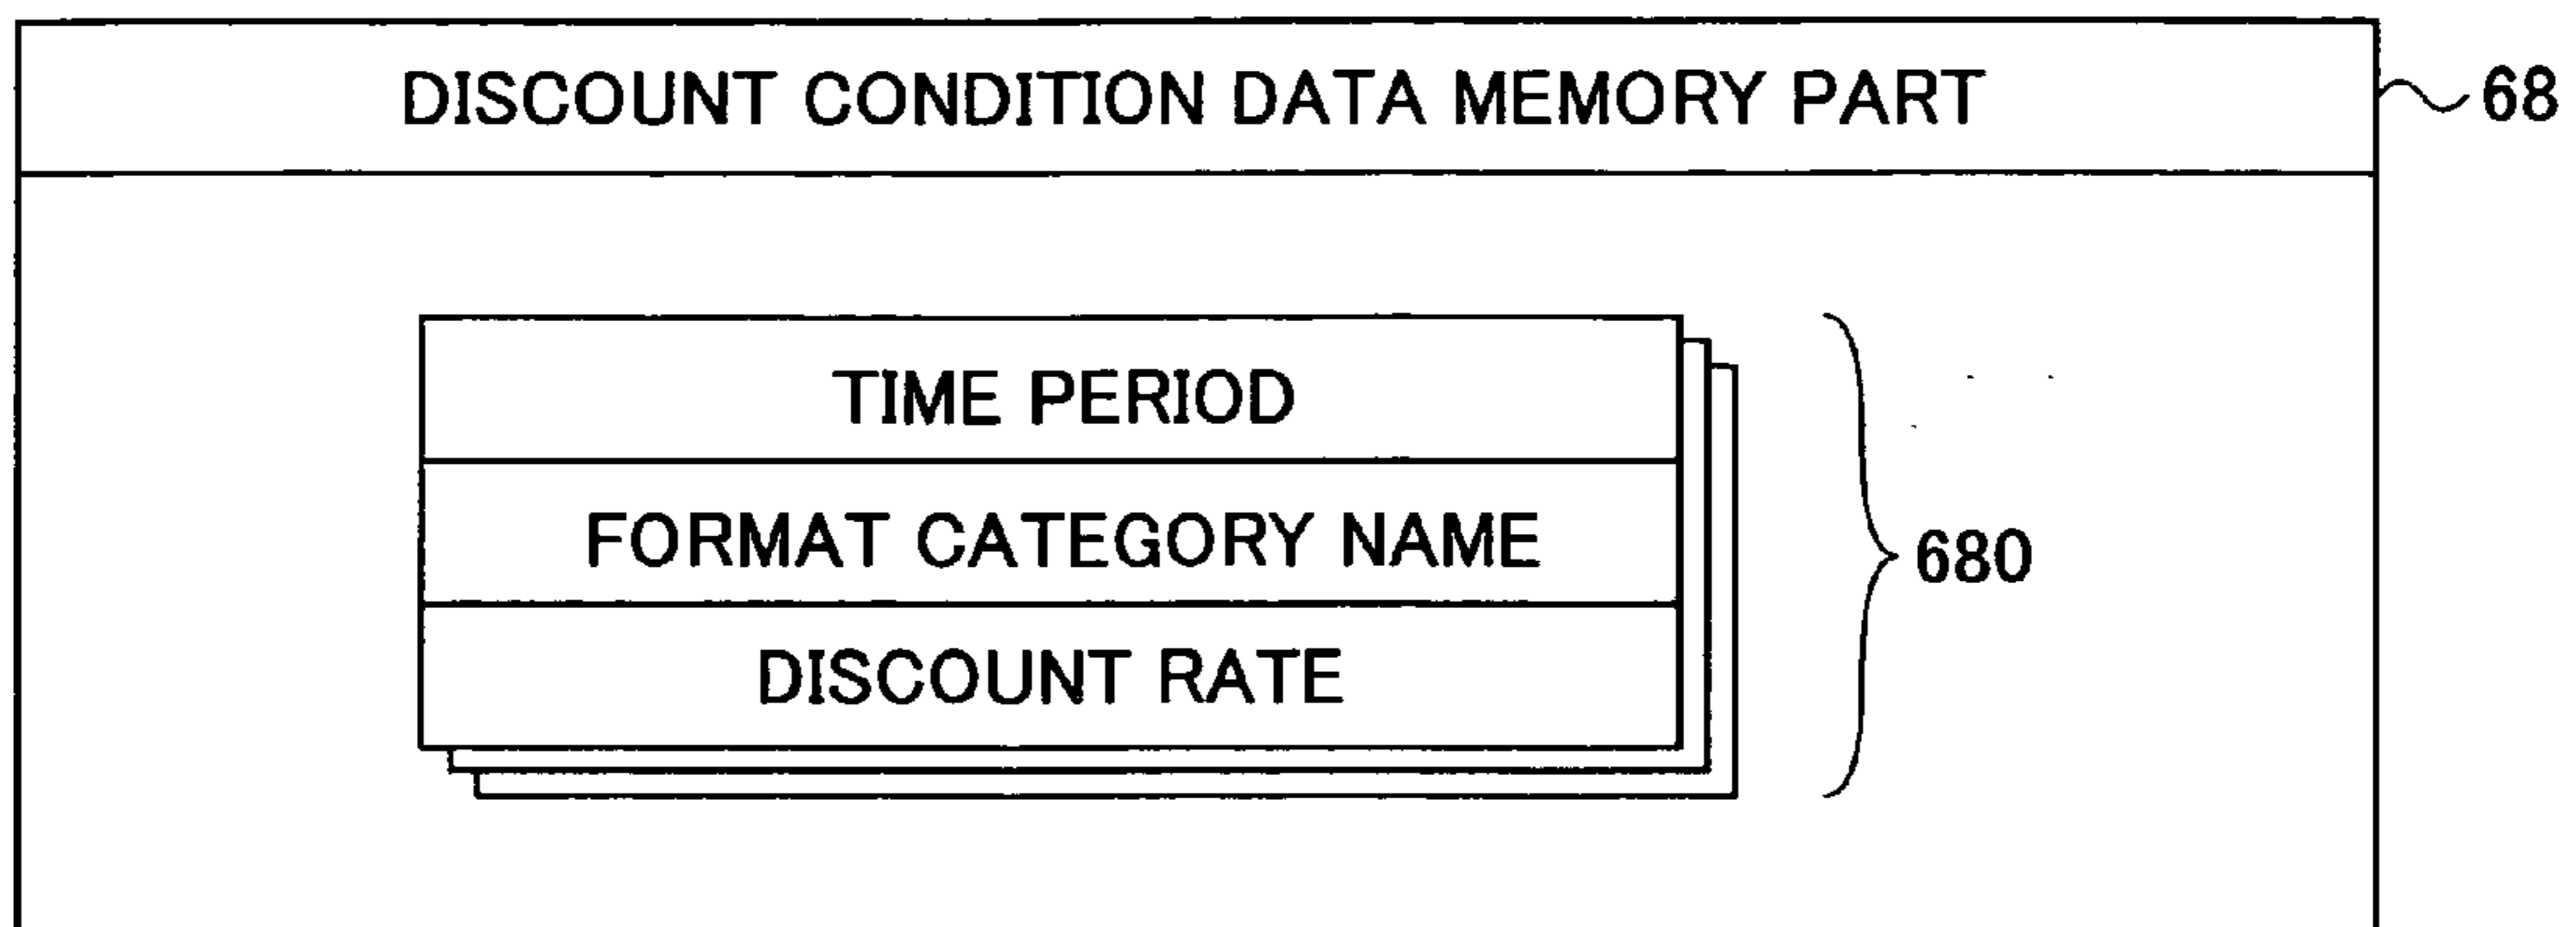 DISCOUNT CONDITION DATA MEMORY PART 68
TIME PERIOD
FORMAT CATEGORY NAME
680
DISCOUNT RATE